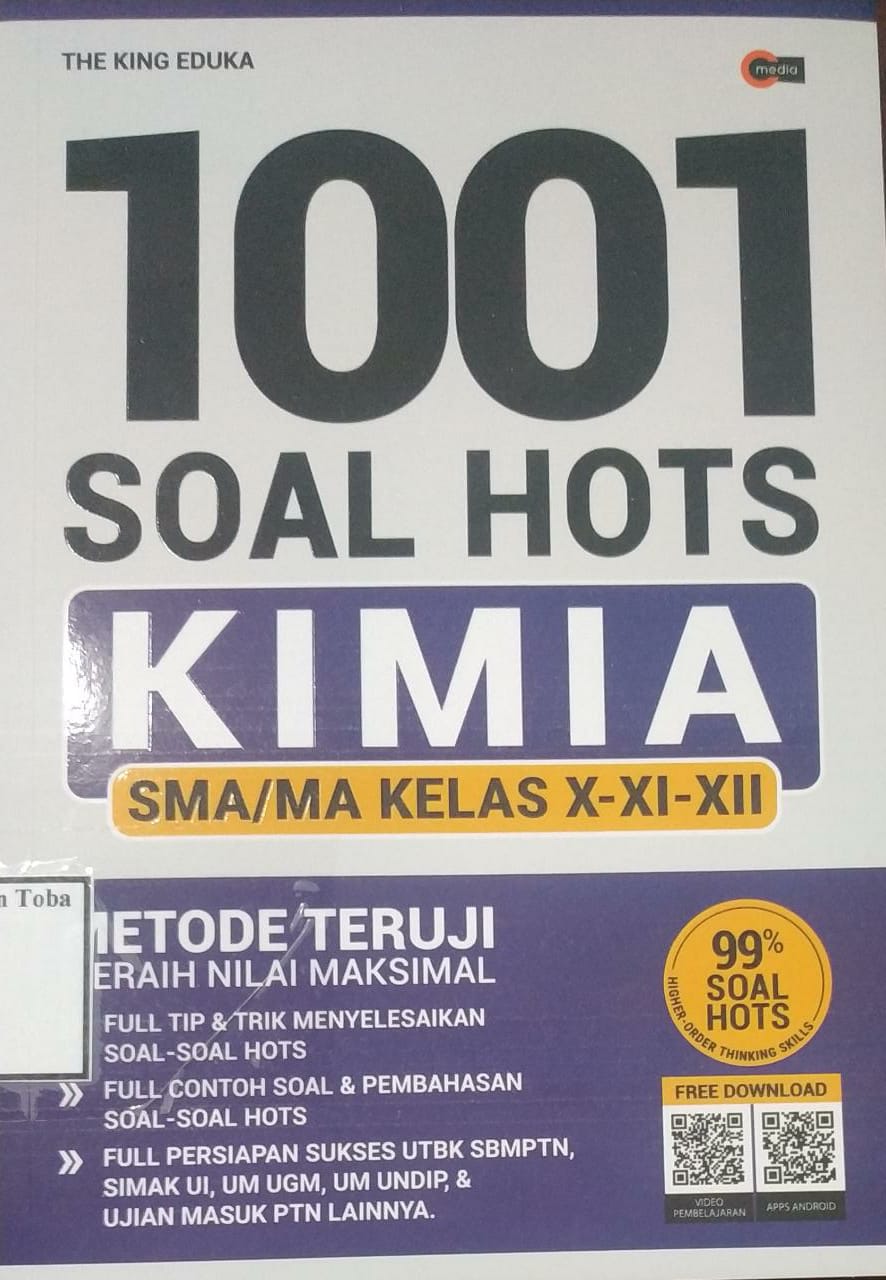 THE KING EDUKA
media
1001
SOAL HOTS
KIMIA
SMA/MA KELAS X-XI-XII
Toba
METODE TERUJI
ERAIH NILAI MAKSIMAL
FULL TIP & TRIK MENYELESAIKAN
SOAL-SOAL HOTS
» FULL CONTOH SOAL & PEMBAHASAN
SOAL-SOAL HOTS
» FULL PERSIAPAN SUKSES UTBK SBMPTN,
SIMAK UI, UM UGM, UM UNDIP, &
UJIAN MASUK PTN LAINNYA.
99%
SOAL
HOTS
HIGHER-ORDER THINKING SKILLS
FREE DOWNLOAD
VIDEO
PEMBELAJARAN
APPS ANDROID